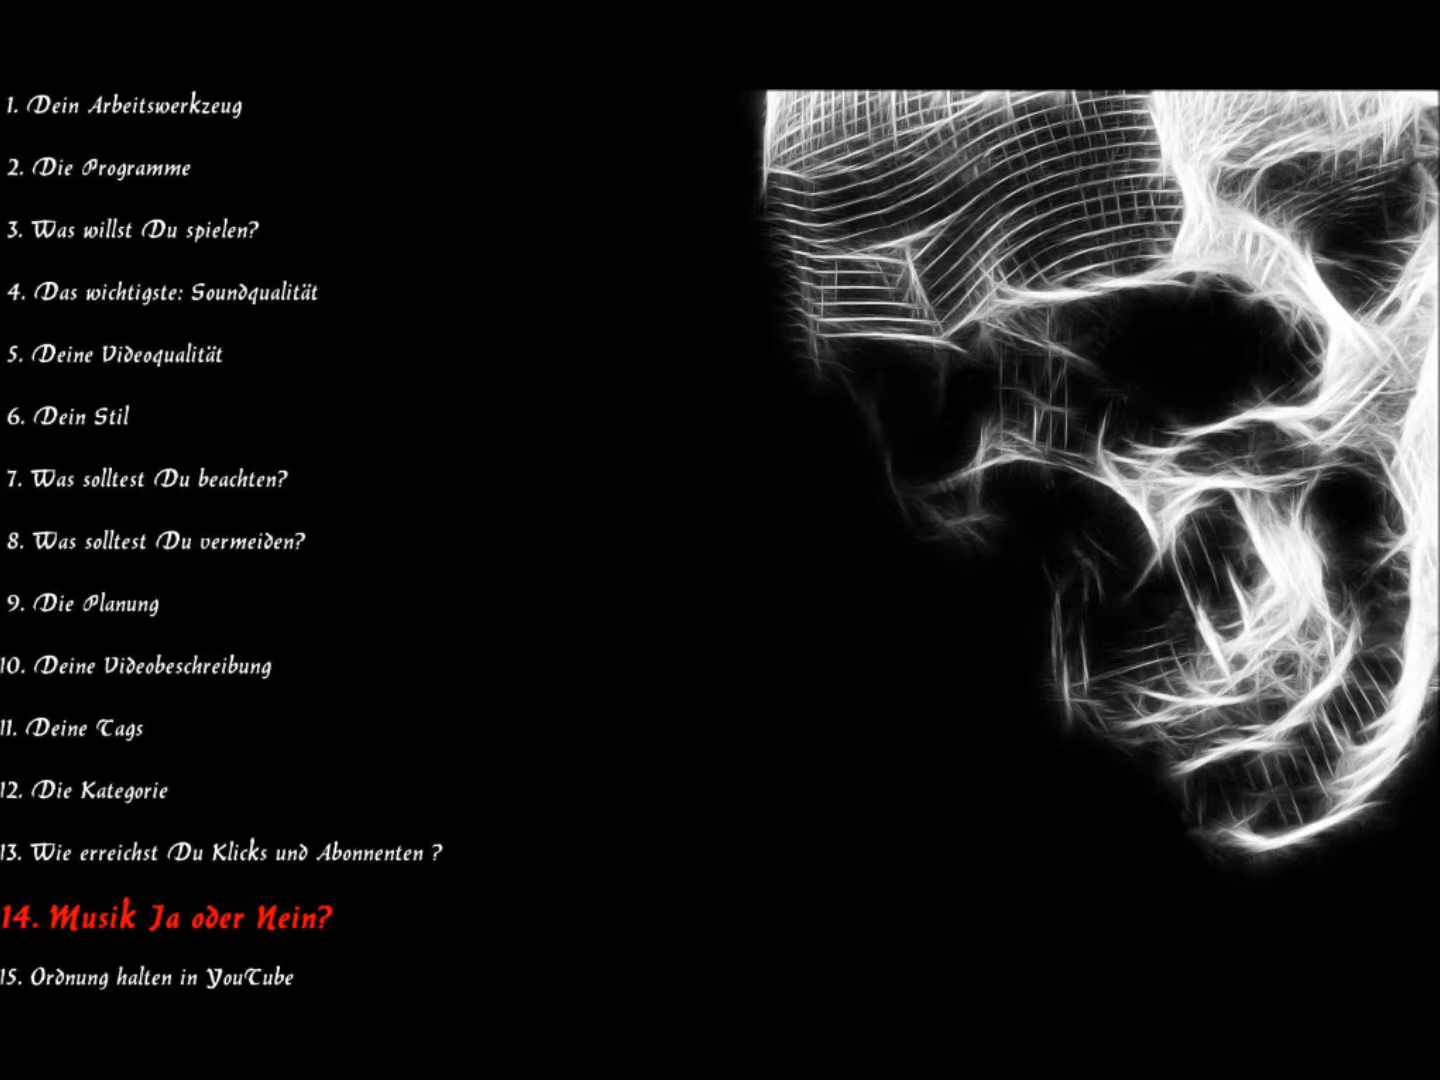 1. Dein Arbeitswerkzeug
2. Die Programme
3. Was willst Du spielen?
4. Das wichtigste: Soundqualität
5. Deine Videoqualität
6. Dein Stil
7. Was solltest Du beachten?
8. Was solltest Du vermeiden?
9. Die Planung
10. Deine Videobeschreibung
11. Deine Tags
12. Die Kategorie
13. Wie erreichst Du Klicks und Abonnenten ?
14. Musik Ja oder Nein?
15. Ordnung halten in YouTube